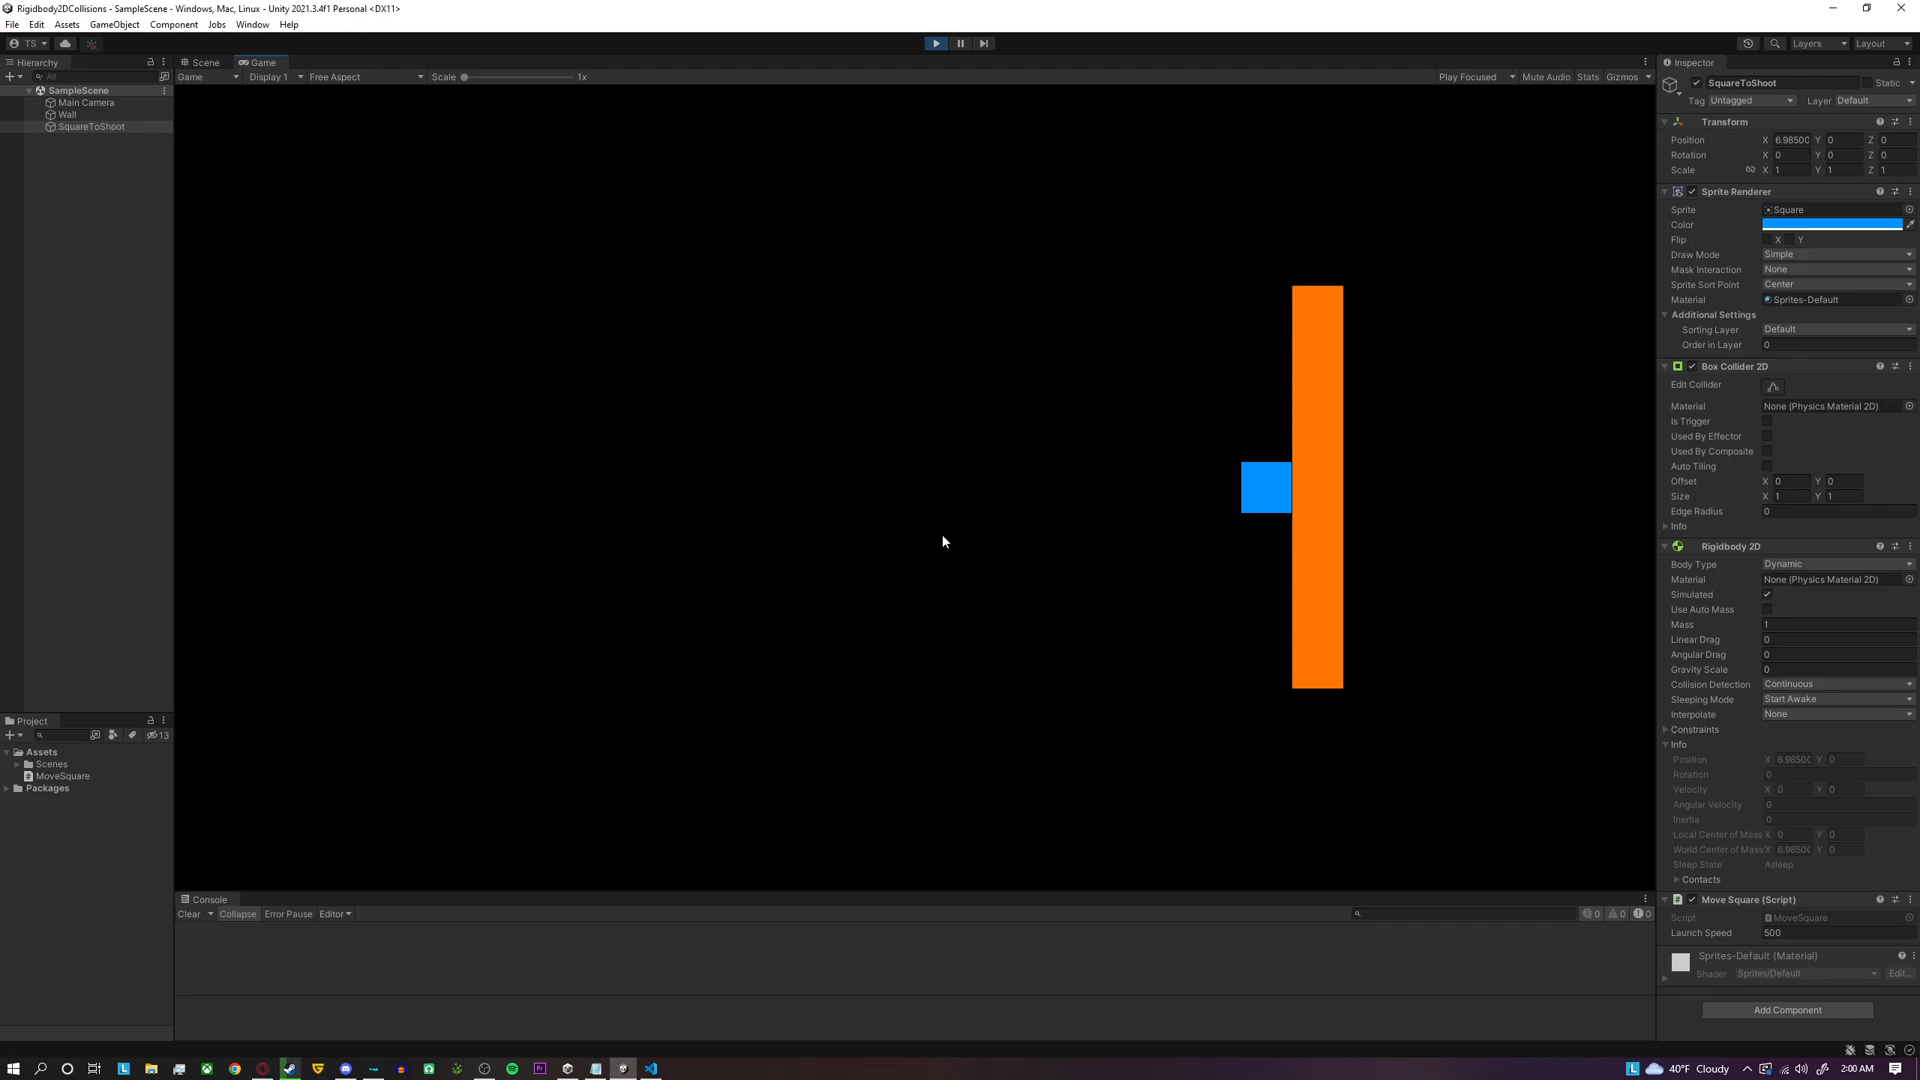 Rigidbody2DCollisions - SampleScene - Windows, Mac, Linux - Unity 2021.3.4f1 Personal <DX11>
File Edit Assets GameObject Component Jobs Window Help
TS Layers Layout
Hierarchy
All
SampleScene
Main Camera
Wall
SquareToShoot
Project
13
Assets
Scenes
MoveSquare
Packages
Scene Game
Game Display 1 Free Aspect Scale 1x Play Focused Mute Audio Stats Gizmos
Console
Clear Collapse Error Pause Editor 0 0 0
Inspector
SquareToShoot Static
Tag Untagged Layer Default
Transform
Position X 6.98500 Y 0 Z 0
Rotation X 0 Y 0 Z 0
Scale X 1 Y 1 Z 1
Sprite Renderer
Sprite Square
Color
Flip X Y
Draw Mode Simple
Mask Interaction None
Sprite Sort Point Center
Material Sprites-Default
Additional Settings
Sorting Layer Default
Order in Layer 0
Box Collider 2D
Edit Collider
Material None (Physics Material 2D)
Is Trigger
Used By Effector
Used By Composite
Auto Tiling
Offset X 0 Y 0
Size X 1 Y 1
Edge Radius 0
Info
Rigidbody 2D
Body Type Dynamic
Material None (Physics Material 2D)
Simulated
Use Auto Mass
Mass 1
Linear Drag 0
Angular Drag 0
Gravity Scale 0
Collision Detection Continuous
Sleeping Mode Start Awake
Interpolate None
Constraints
Info
Position X 6.9850 Y 0
Rotation 0
Velocity X 0 Y 0
Angular Velocity 0
Inertia 0
Local Center of Mass X 0 Y 0
World Center of Mass X 6.9850 Y 0
Sleep State Asleep
Contacts
Move Square (Script)
Script MoveSquare
Launch Speed 500
Sprites-Default (Material)
Shader Sprites/Default Edit...
Add Component
40°F Cloudy 2:00 AM